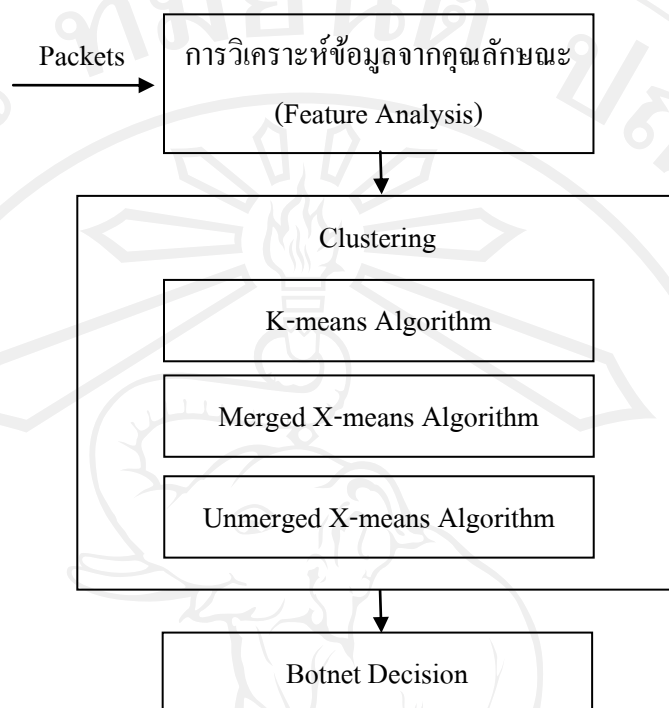 Packets
การวิเคราะห์ข้อมูลจากคุณลักษณะ
(Feature Analysis)
Clustering
K-means Algorithm
Merged X-means Algorithm
Unmerged X-means Algorithm
Botnet Decision